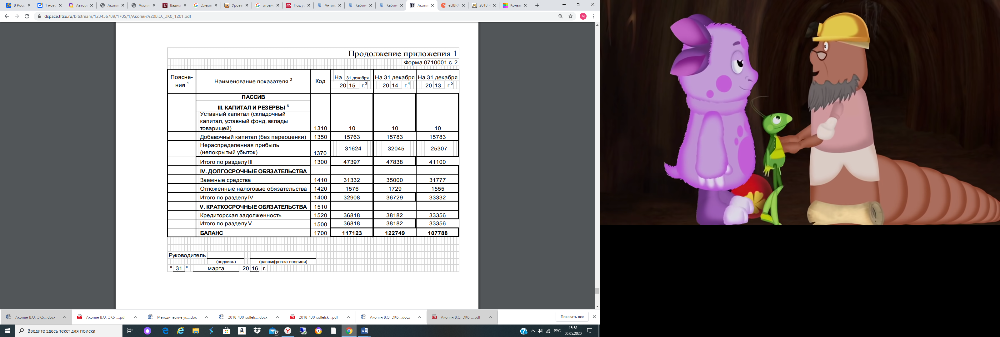 В Росс
1 ново
Автор
Акопя
Акопя
Вадим
Элеме
Урове
отраж
Под у
Антип
Кабин
Кабин
Акопя
eLIBRA
2018_4
Конве
dspace.tltsu.ru/bitstream/123456789/1705/1/Акопян%20В.О._ЭКб_1201.pdf
М
Продолжение приложения 1
Форма 0710001 с. 2
Поясне-
ния 1
Наименование показателя 2
Код
На 31 декабря
20 15 г.3
На 31 декабря
20 14 г.4
На 31 декабря
20 13 г.5
ПАССИВ
III. КАПИТАЛ И РЕЗЕРВЫ 6
Уставный капитал (складочный
капитал, уставный фонд, вклады
товарищей) 1310 10 10 10
Добавочный капитал (без переоценки) 1350 15763 15783 15783
Нераспределенная прибыль
(непокрытый убыток) 1370 31624 32045 25307
Итого по разделу III 1300 47397 47838 41100
IV. ДОЛГОСРОЧНЫЕ ОБЯЗАТЕЛЬСТВА
Заемные средства 1410 31332 35000 31777
Отложенные налоговые обязательства 1420 1576 1729 1555
Итого по разделу IV 1400 32908 36729 33332
V. КРАТКОСРОЧНЫЕ ОБЯЗАТЕЛЬСТВА 1510
Кредиторская задолженность 1520 36818 38182 33356
Итого по разделу V 1500 36818 38182 33356
БАЛАНС 1700 117123 122749 107788
Руководитель
(подпись) (расшифровка подписи)
" 31 " марта 20 16 г.
Акопян В.О._ЭКб....docx
Акопян В.О._ЭКб_....pdf
Методические ук....doc
2018_430_sidlets....docx
2018_430_sidletsk....pdf
Акопян В.О._ЭКб....docx
Акопян В.О._ЭКб_....pdf
Показать все
Введите здесь текст для поиска
12
РУС
15:58
05.05.2020